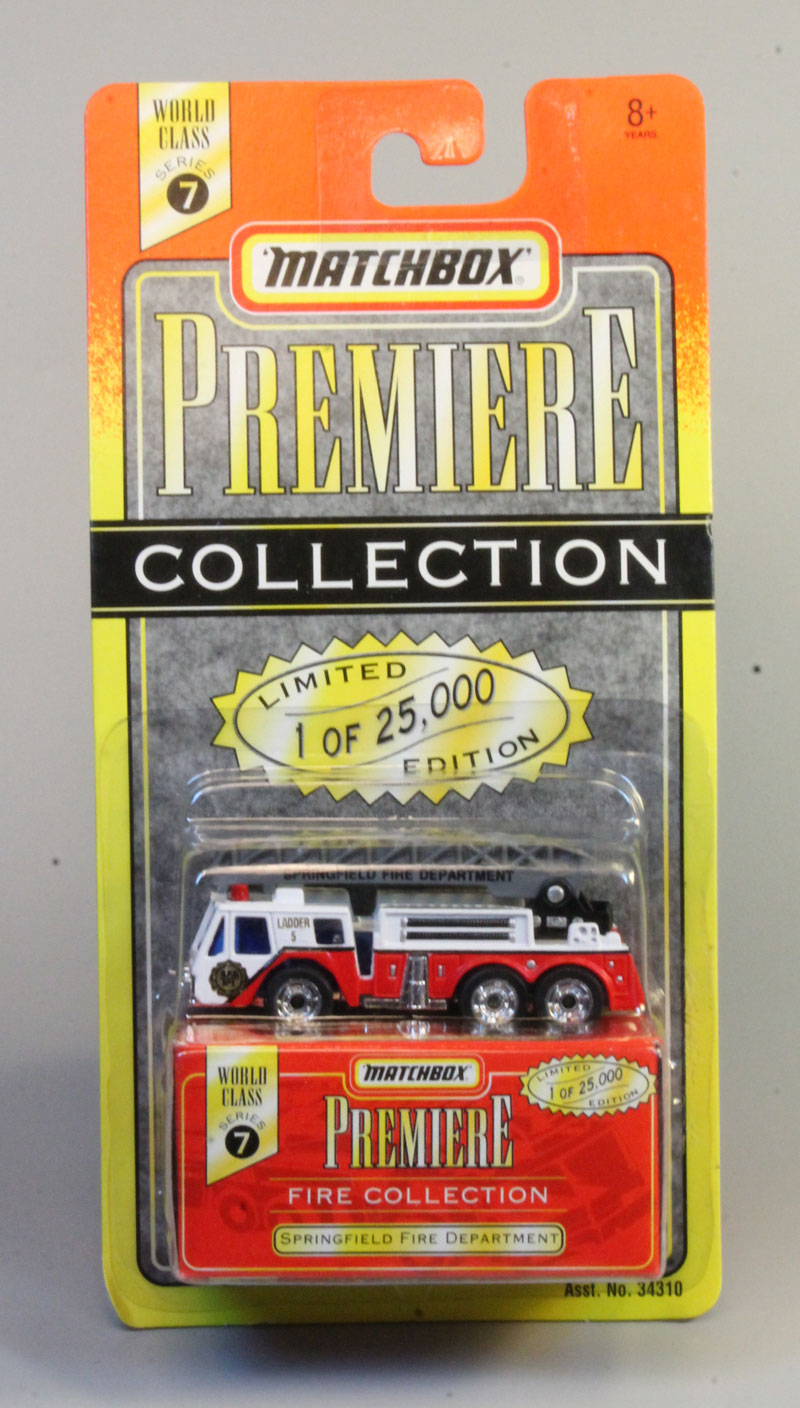 WORLD
CLASS
SERIES
7
8+
YEARS
'MATCHBOX'®
PREMIERE
COLLECTION
LIMITED
1 OF 25,000
EDITION
SPRINGFIELD FIRE DEPARTMENT
LADDER
5
WORLD
CLASS
SERIES
7
'MATCHBOX'
PREMIERE
FIRE COLLECTION
SPRINGFIELD FIRE DEPARTMENT
LIMITED
1 OF 25,000
EDITION
Asst. No. 34310